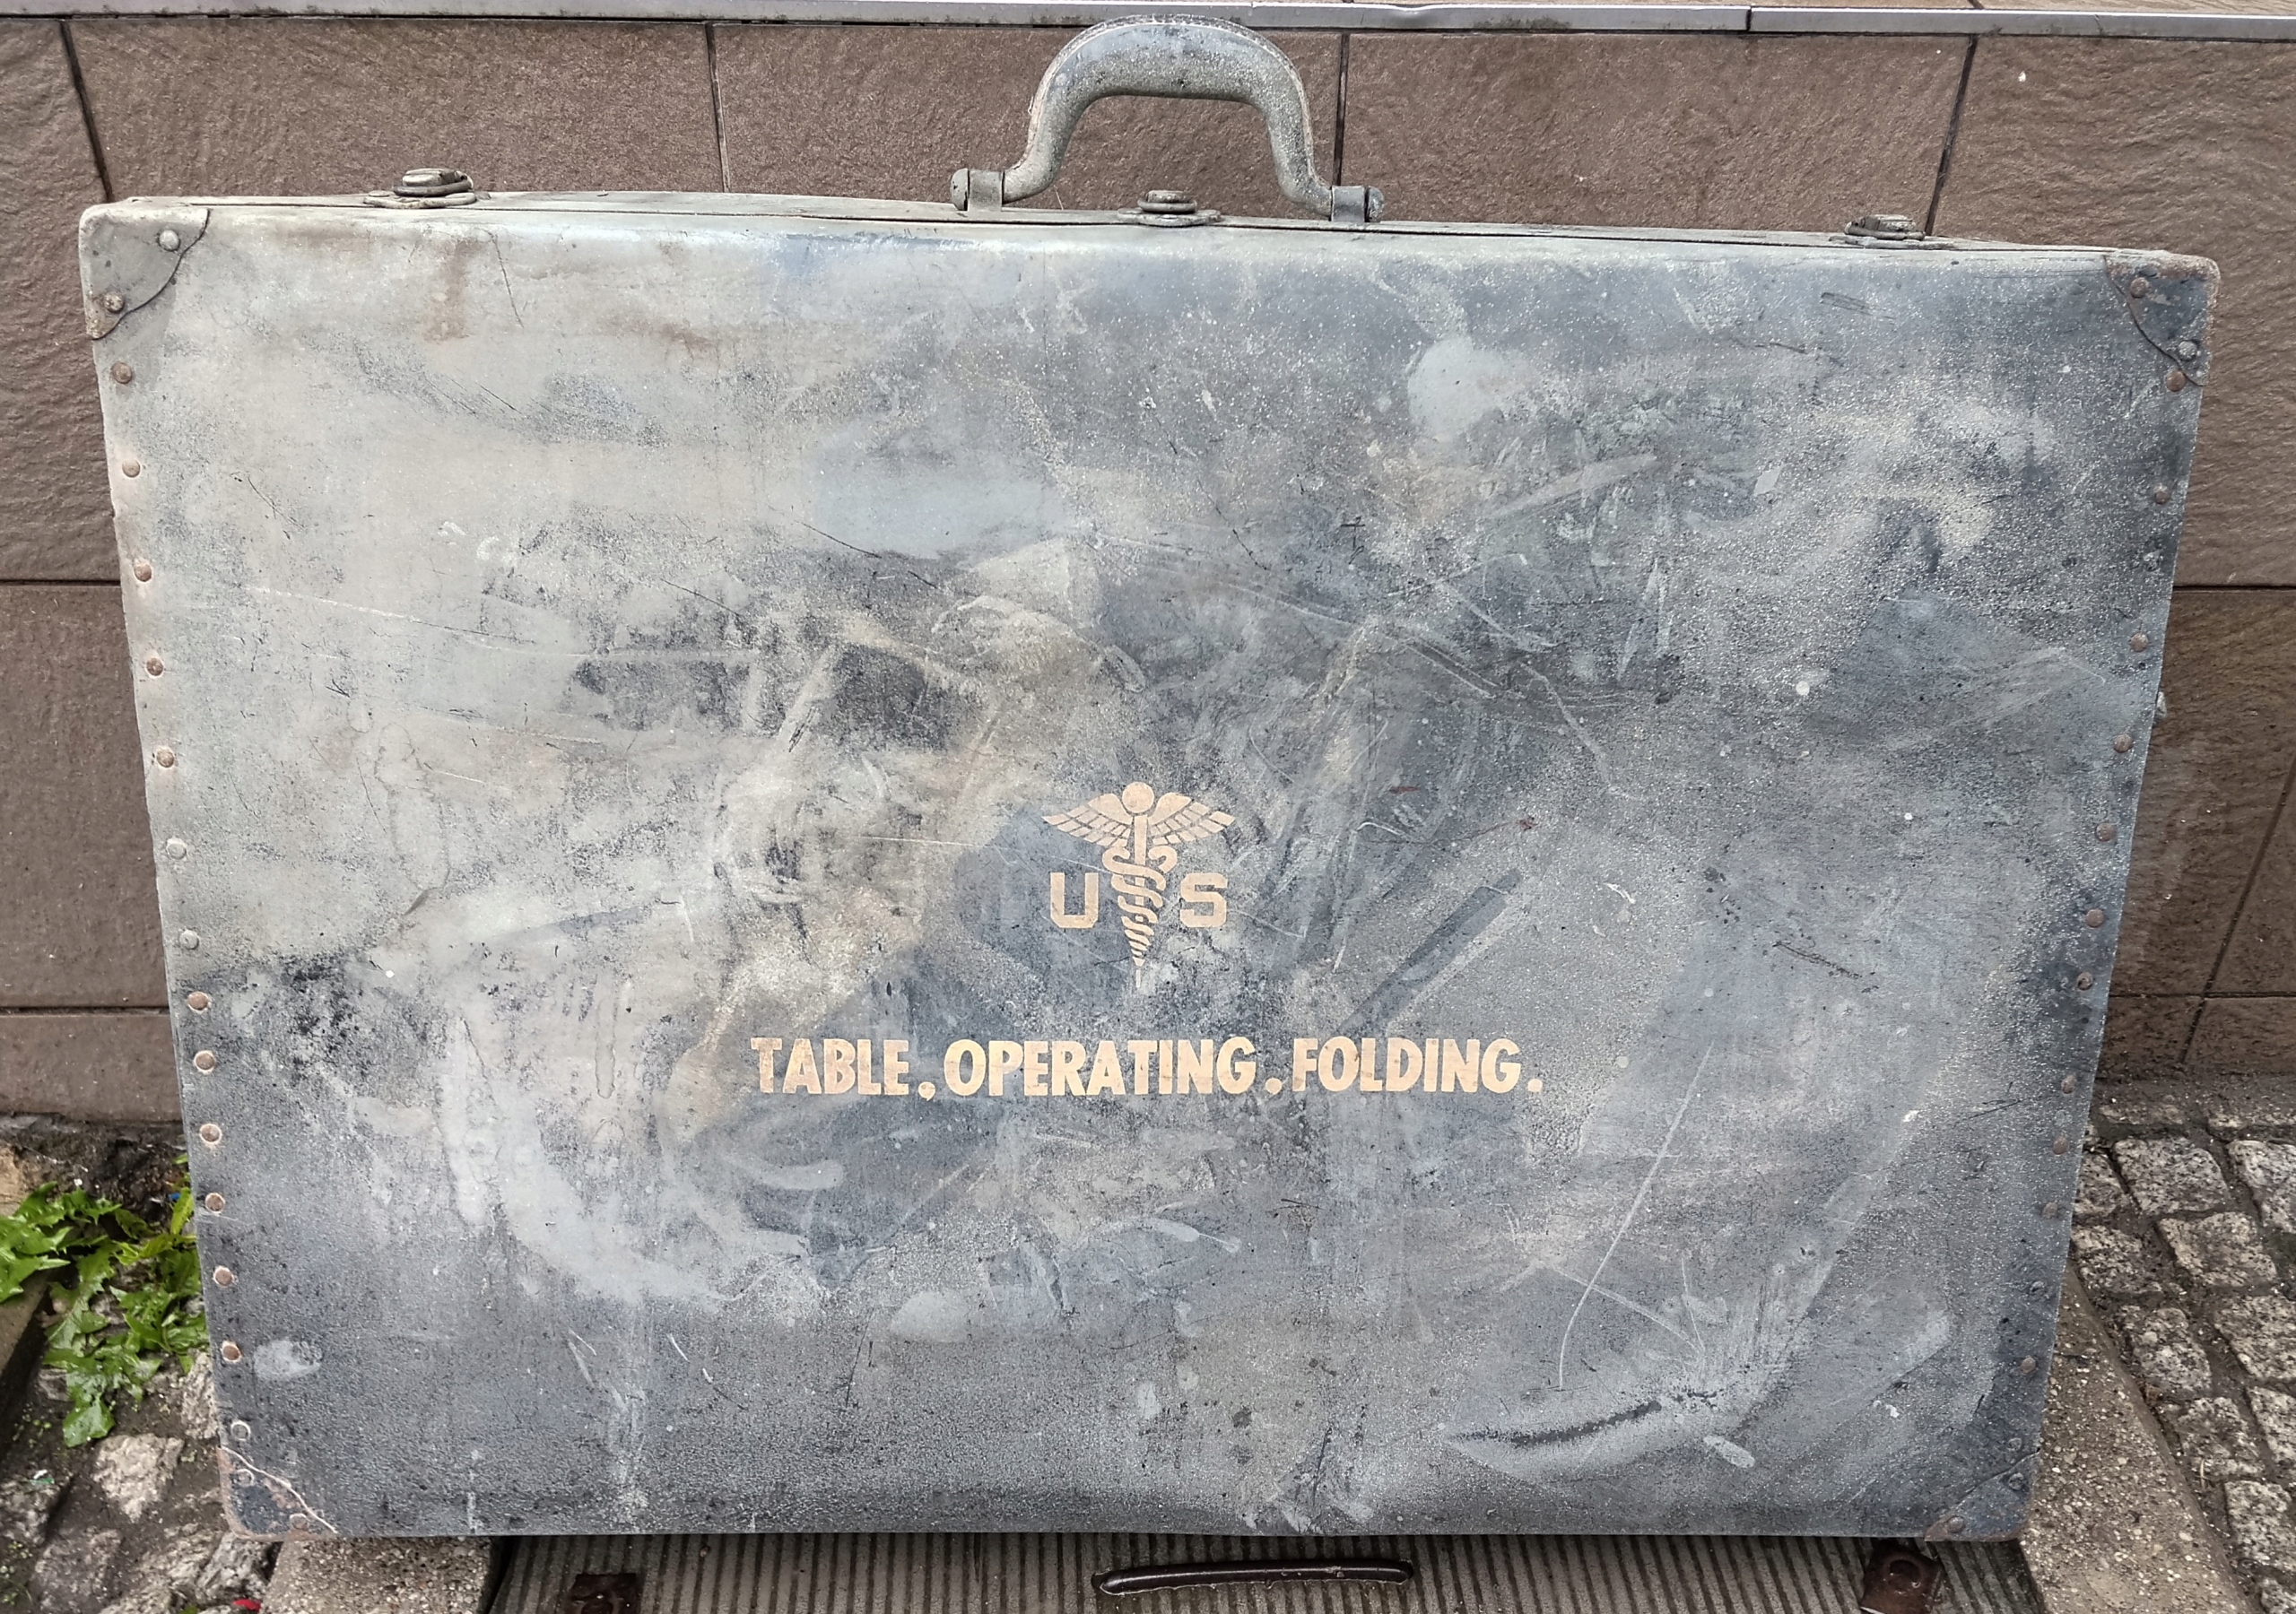 U S
TABLE. OPERATING. FOLDING.